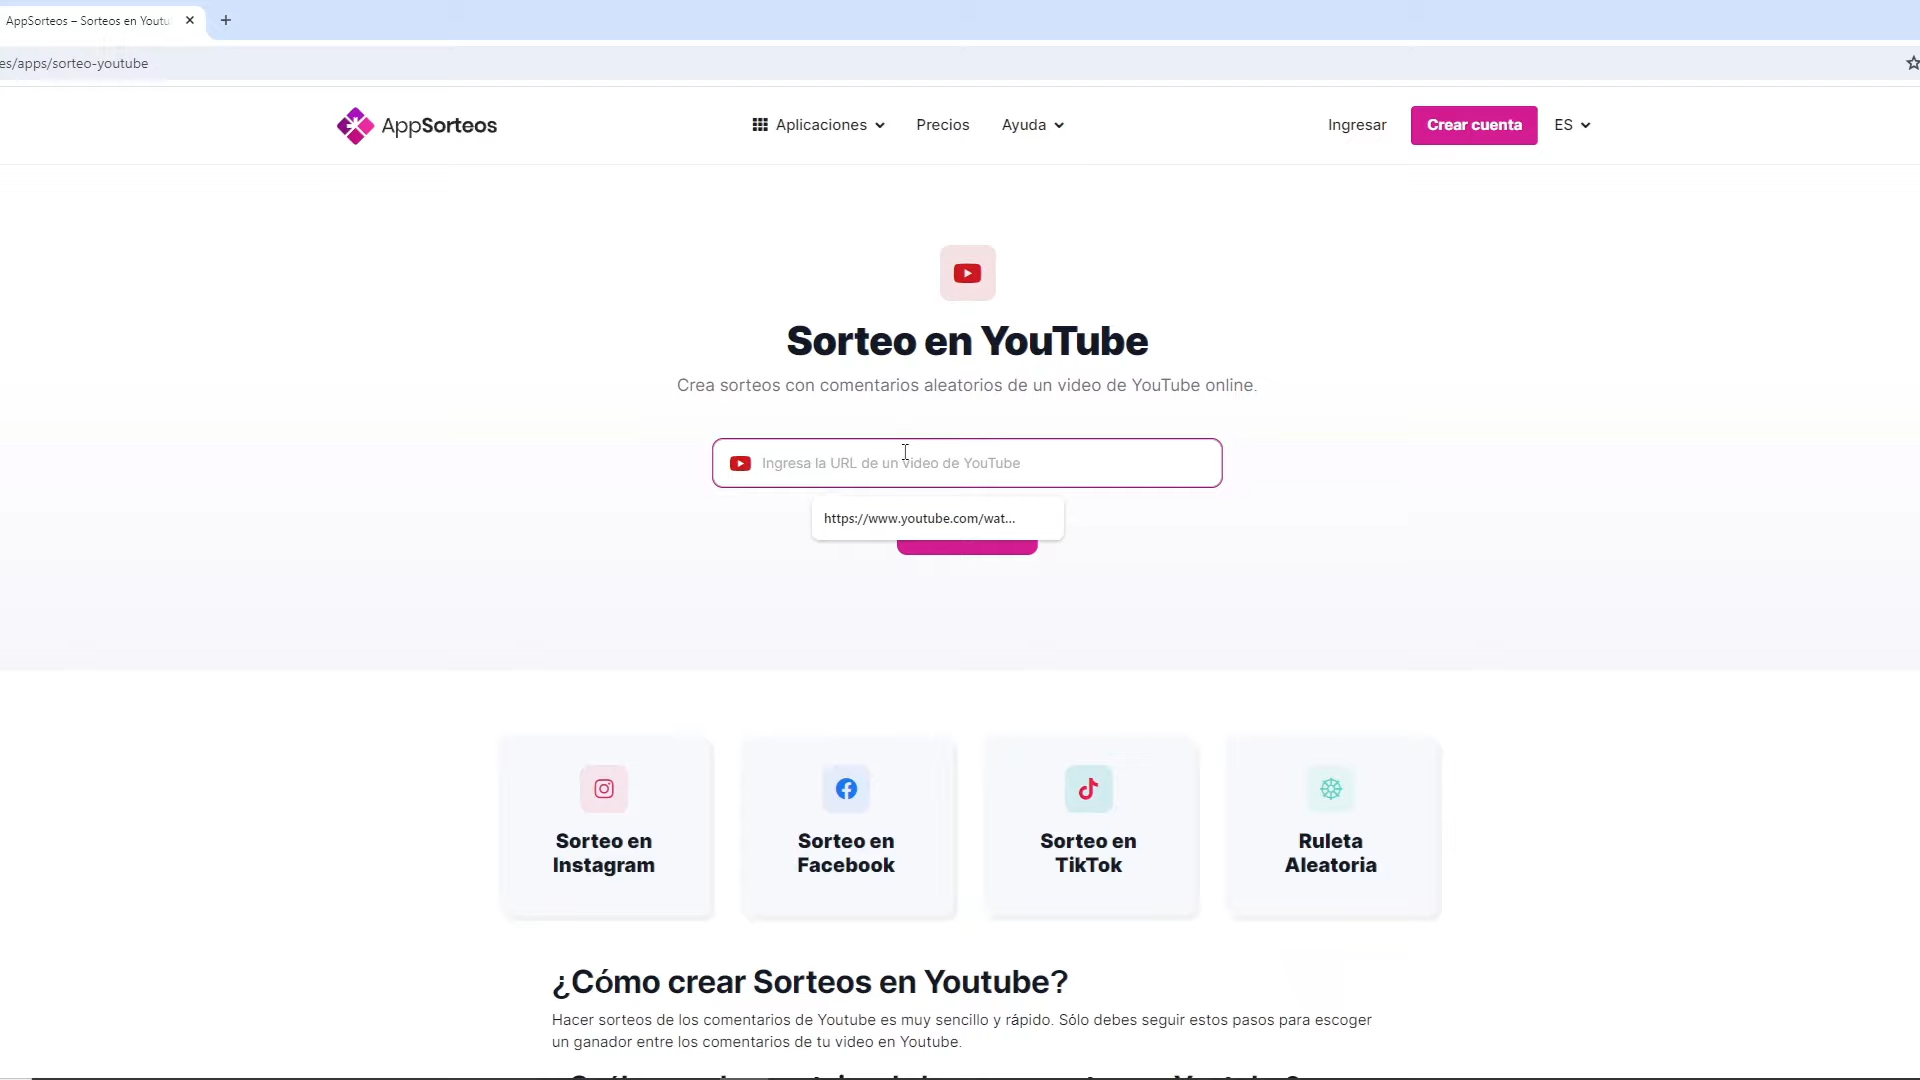 AppSorteos – Sorteos en Youtu
es/apps/sorteo-youtube
AppSorteos
Aplicaciones
Precios
Ayuda
Ingresar
Crear cuenta
ES
Sorteo en YouTube
Crea sorteos con comentarios aleatorios de un video de YouTube online.
Ingresa la URL de un video de YouTube
https://www.youtube.com/wat...
Sorteo en
Instagram
Sorteo en
Facebook
Sorteo en
TikTok
Ruleta
Aleatoria
¿Cómo crear Sorteos en Youtube?
Hacer sorteos de los comentarios de Youtube es muy sencillo y rápido. Sólo debes seguir estos pasos para escoger
un ganador entre los comentarios de tu video en Youtube.